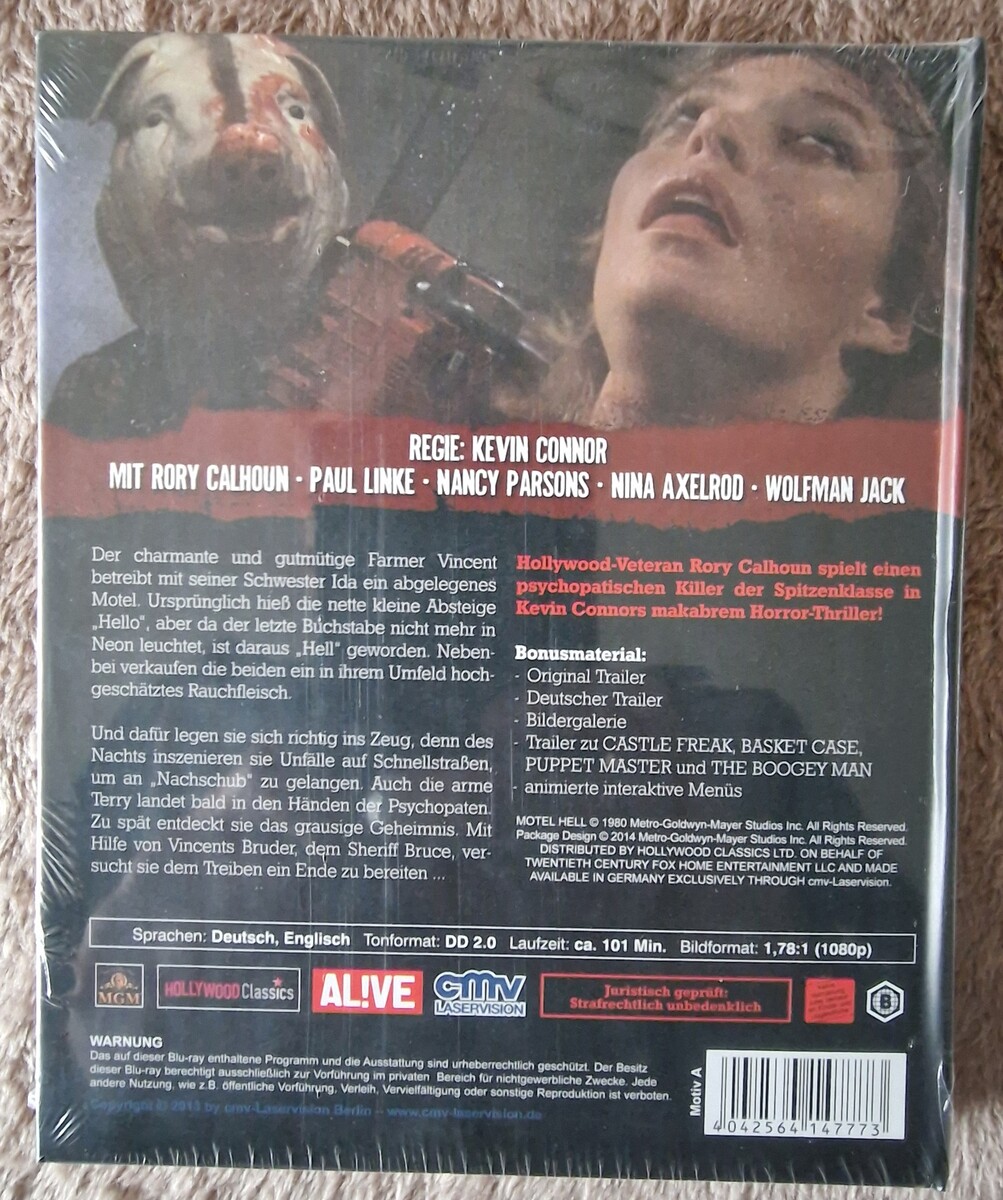 REGIE: KEVIN CONNOR
MIT RORY CALHOUN · PAUL LINKE · NANCY PARSONS · NINA AXELROD · WOLFMAN JACK
Der charmante und gutmütige Farmer Vincent
betreibt mit seiner Schwester Ida ein abgelegenes
Motel. Ursprünglich hieß die nette kleine Absteige
„Hello“, aber da der letzte Buchstabe nicht mehr in
Neon leuchtet, ist daraus „Hell“ geworden. Neben-
bei verkaufen die beiden ein in ihrem Umfeld hoch-
geschätztes Rauchfleisch.
Und dafür legen sie sich richtig ins Zeug, denn des
Nachts inszenieren sie Unfälle auf Schnellstraßen,
um an „Nachschub“ zu gelangen. Auch die arme
Terry landet bald in den Händen der Psychopaten.
Zu spät entdeckt sie das grausige Geheimnis. Mit
Hilfe von Vincents Bruder, dem Sheriff Bruce, ver-
sucht sie dem Treiben ein Ende zu bereiten ...
Hollywood-Veteran Rory Calhoun spielt einen
psychopatischen Killer der Spitzenklasse in
Kevin Connors makabrem Horror-Thriller!
Bonusmaterial:
- Original Trailer
- Deutscher Trailer
- Bildergalerie
- Trailer zu CASTLE FREAK, BASKET CASE,
PUPPET MASTER und THE BOOGEY MAN
- animierte interaktive Menüs
MOTEL HELL © 1980 Metro-Goldwyn-Mayer Studios Inc. All Rights Reserved.
Package Design © 2014 Metro-Goldwyn-Mayer Studios Inc. All Rights Reserved.
DISTRIBUTED BY HOLLYWOOD CLASSICS LTD. ON BEHALF OF
TWENTIETH CENTURY FOX HOME ENTERTAINMENT LLC AND MADE
AVAILABLE IN GERMANY EXCLUSIVELY THROUGH cmv-Laservision.
Sprachen: Deutsch, Englisch Tonformat: DD 2.0 Laufzeit: ca. 101 Min. Bildformat: 1,78:1 (1080p)
MGM
HOLLYWOOD Classics
AL!VE
cmv
LASERVISION
Juristisch geprüft:
Strafrechtlich unbedenklich
B
WARNUNG
Das auf dieser Blu-ray enthaltene Programm und die Ausstattung sind urheberrechtlich geschützt. Der Besitz
dieser Blu-ray berechtigt ausschließlich zur Vorführung im privaten Bereich für nichtgewerbliche Zwecke. Jede
andere Nutzung, wie z.B. öffentliche Vorführung, Verleih, Vervielfältigung oder sonstige Reproduktion ist verboten.
Copyright © 2013 by cmv-Laservision Berlin – www.cmv-laservision.de
Motiv A
4 042564 147773